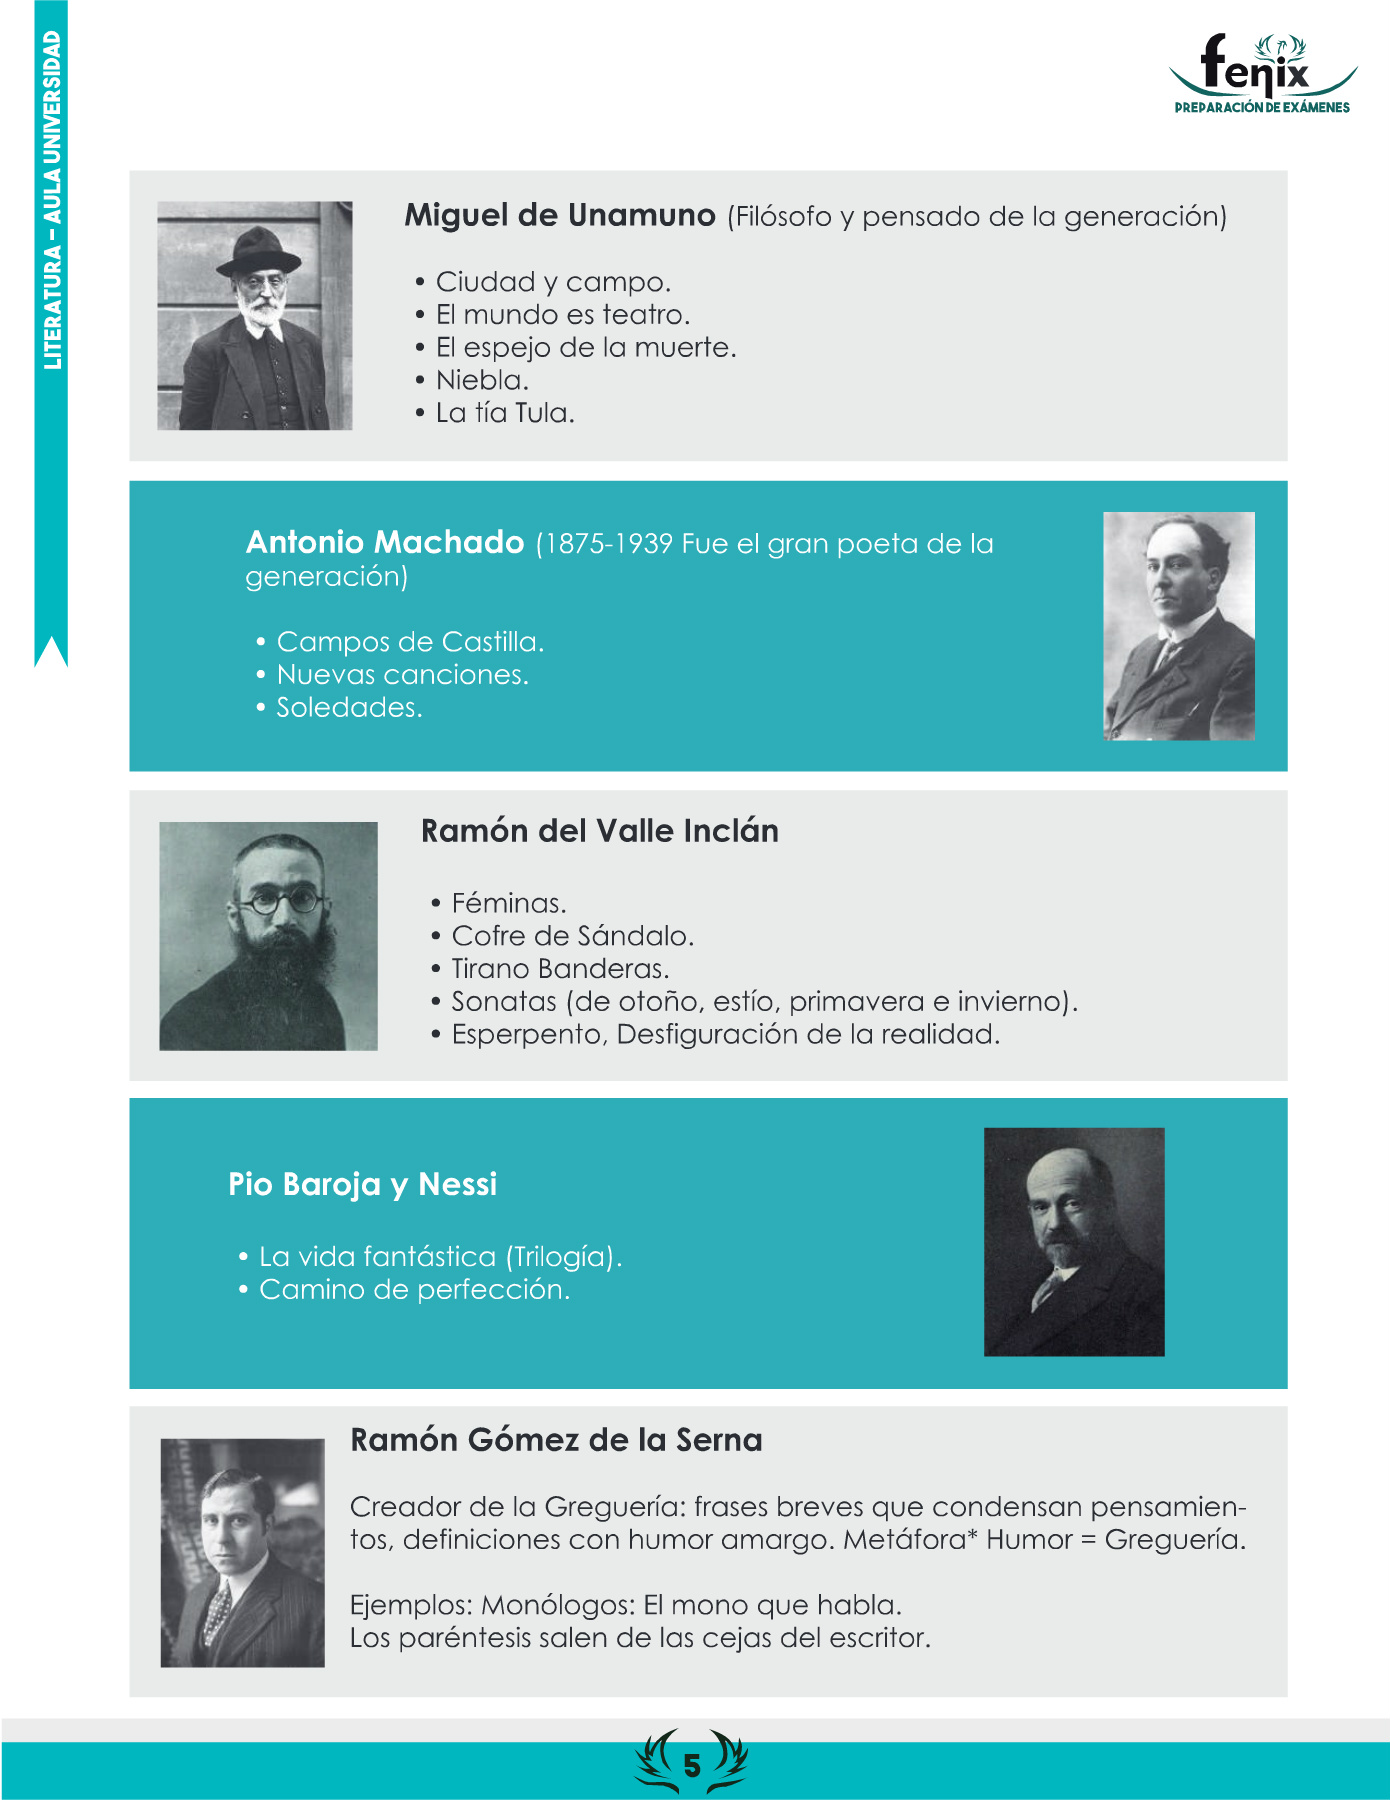 LITERATURA – AULA UNIVERSIDAD
fenix
PREPARACIÓN DE EXÁMENES
Miguel de Unamuno (Filósofo y pensado de la generación)
• Ciudad y campo.
• El mundo es teatro.
• El espejo de la muerte.
• Niebla.
• La tía Tula.
Antonio Machado (1875-1939 Fue el gran poeta de la
generación)
• Campos de Castilla.
• Nuevas canciones.
• Soledades.
Ramón del Valle Inclán
• Féminas.
• Cofre de Sándalo.
• Tirano Banderas.
• Sonatas (de otoño, estío, primavera e invierno).
• Esperpento, Desfiguración de la realidad.
Pio Baroja y Nessi
• La vida fantástica (Trilogía).
• Camino de perfección.
Ramón Gómez de la Serna
Creador de la Greguería: frases breves que condensan pensamien-
tos, definiciones con humor amargo. Metáfora* Humor = Greguería.
Ejemplos: Monólogos: El mono que habla.
Los paréntesis salen de las cejas del escritor.
5